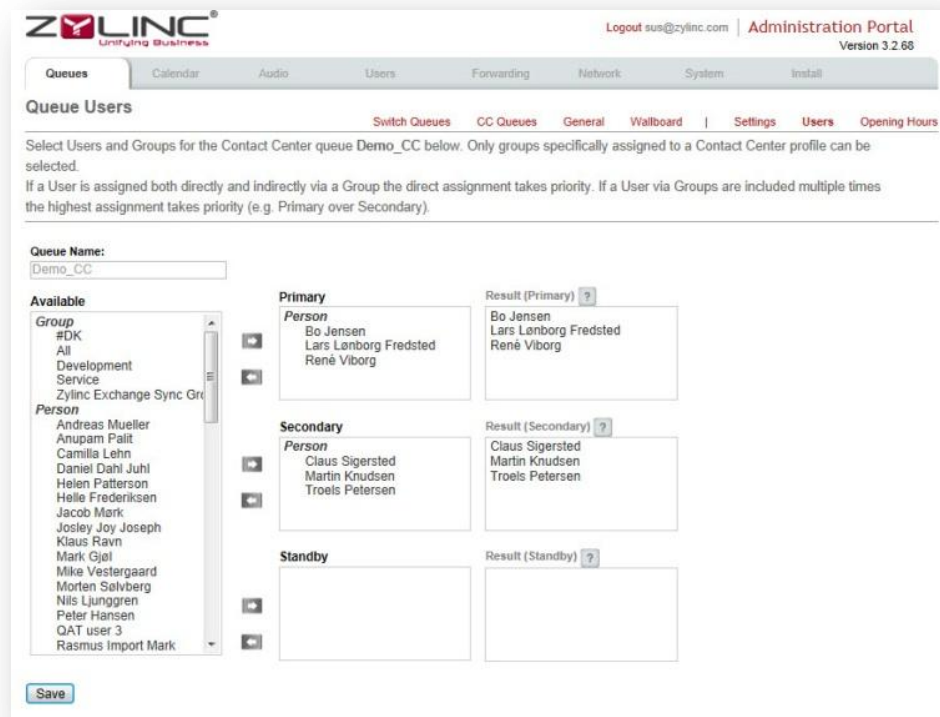 ZYLINC®
Unifying Business
Logout sus@zylinc.com | Administration Portal
Version 3.2.68
Queues Calendar Audio Users Forwarding Network System Install
Queue Users
Switch Queues CC Queues General Wallboard | Settings Users Opening Hours
Select Users and Groups for the Contact Center queue Demo_CC below. Only groups specifically assigned to a Contact Center profile can be
selected.
If a User is assigned both directly and indirectly via a Group the direct assignment takes priority. If a User via Groups are included multiple times
the highest assignment takes priority (e.g. Primary over Secondary).
Queue Name:
Demo_CC
Available
Group
#DK
All
Development
Service
Zylinc Exchange Sync Gro
Person
Andreas Mueller
Anupam Palit
Camilla Lehn
Daniel Dahl Juhl
Helen Patterson
Helle Frederiksen
Jacob Mørk
Josley Joy Joseph
Klaus Ravn
Mark Gjøl
Mike Vestergaard
Morten Sølvberg
Nils Ljunggren
Peter Hansen
QAT user 3
Rasmus Import Mark
Primary
Person
Bo Jensen
Lars Lønborg Fredsted
René Viborg
Result (Primary) ?
Bo Jensen
Lars Lønborg Fredsted
René Viborg
Secondary
Person
Claus Sigersted
Martin Knudsen
Troels Petersen
Result (Secondary) ?
Claus Sigersted
Martin Knudsen
Troels Petersen
Standby
Result (Standby) ?
Save